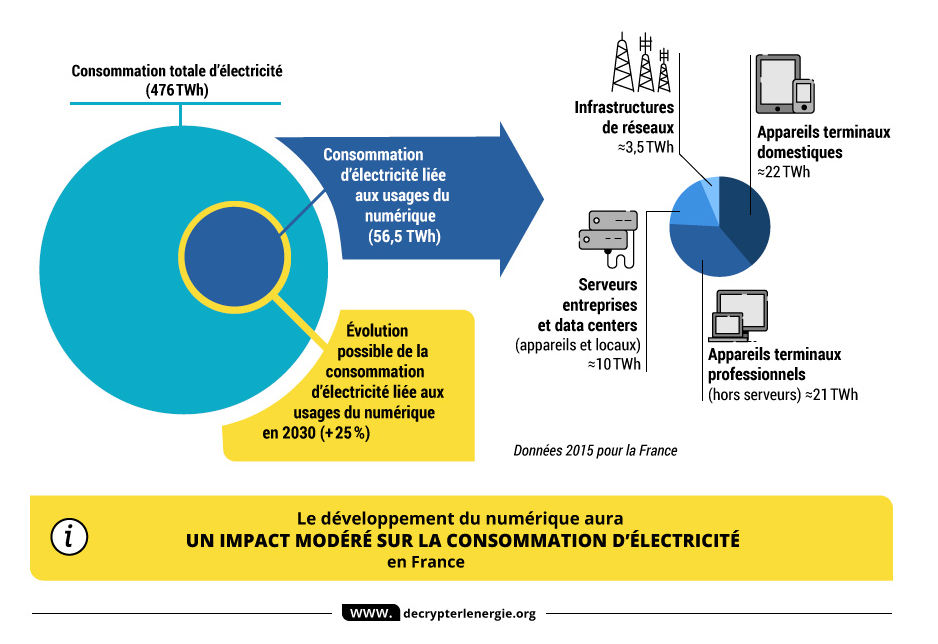 Consommation totale d'électricité
(476 TWh)
Consommation
d'électricité liée
aux usages du
numérique
(56,5 TWh)
Évolution
possible de la
consommation
d'électricité liée aux
usages du numérique
en 2030 (+25 %)
Infrastructures
de réseaux
≈3,5 TWh
Appareils terminaux
domestiques
≈22 TWh
Serveurs
entreprises
et data centers
(appareils et locaux)
≈10 TWh
Appareils terminaux
professionnels
(hors serveurs) ≈21 TWh
Données 2015 pour la France
i
Le développement du numérique aura
UN IMPACT MODÉRÉ SUR LA CONSOMMATION D'ÉLECTRICITÉ
en France
www. decrypterlenergie.org